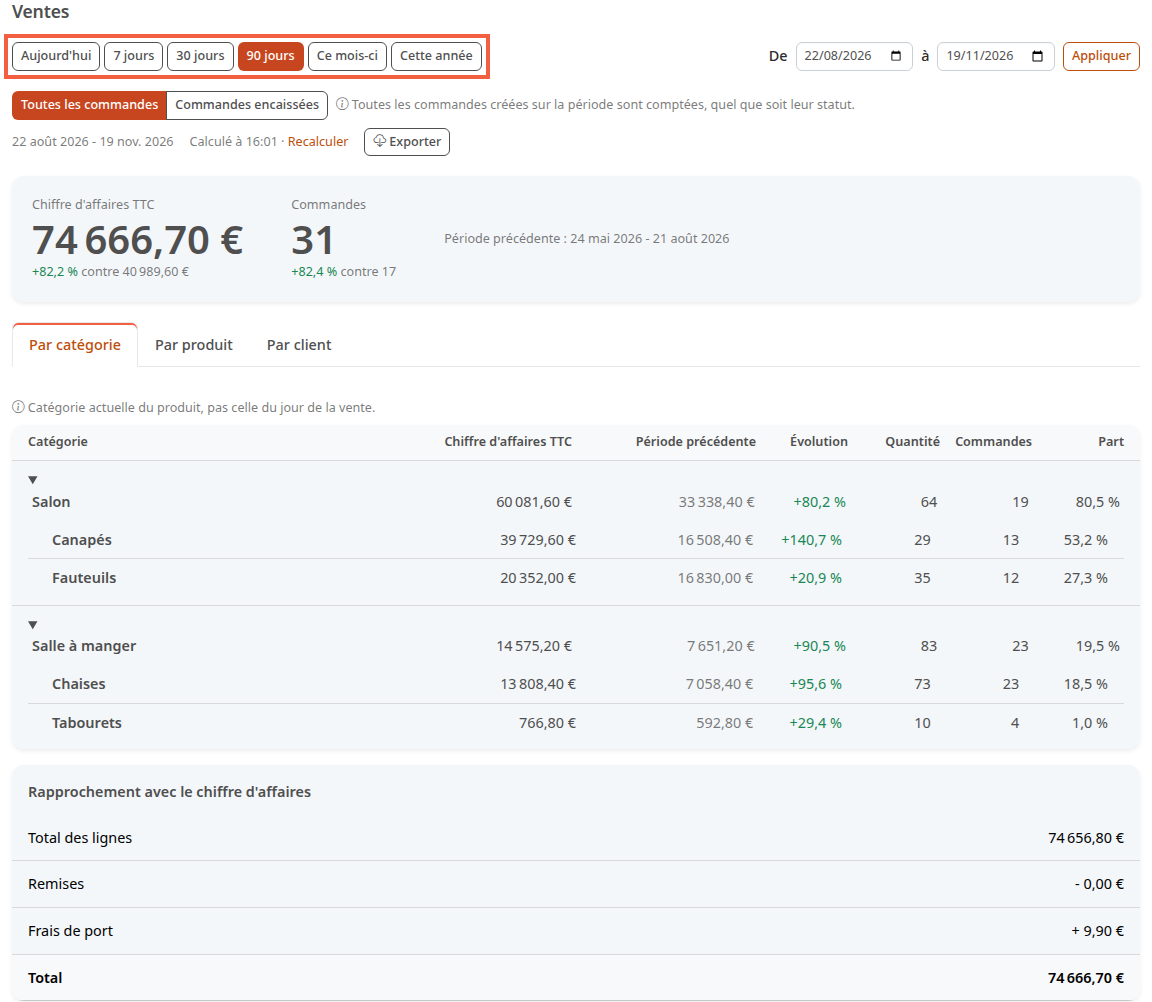 Ventes
Aujourd'hui 7 jours 30 jours 90 jours Ce mois-ci Cette année De 22/08/2026 à 19/11/2026 Appliquer
Toutes les commandes Commandes encaissées Toutes les commandes créées sur la période sont comptées, quel que soit leur statut.
22 août 2026 - 19 nov. 2026 Calculé à 16:01 · Recalculer Exporter
Chiffre d'affaires TTC Commandes
74 666,70 € 31 Période précédente : 24 mai 2026 - 21 août 2026
+82,2 % contre 40 989,60 € +82,4 % contre 17
Par catégorie Par produit Par client
Catégorie actuelle du produit, pas celle du jour de la vente.
Catégorie Chiffre d'affaires TTC Période précédente Évolution Quantité Commandes Part
Salon 60 081,60 € 33 338,40 € +80,2 % 64 19 80,5 %
Canapés 39 729,60 € 16 508,40 € +140,7 % 29 13 53,2 %
Fauteuils 20 352,00 € 16 830,00 € +20,9 % 35 12 27,3 %
Salle à manger 14 575,20 € 7 651,20 € +90,5 % 83 23 19,5 %
Chaises 13 808,40 € 7 058,40 € +95,6 % 73 23 18,5 %
Tabourets 766,80 € 592,80 € +29,4 % 10 4 1,0 %
Rapprochement avec le chiffre d'affaires
Total des lignes 74 656,80 €
Remises - 0,00 €
Frais de port + 9,90 €
Total 74 666,70 €